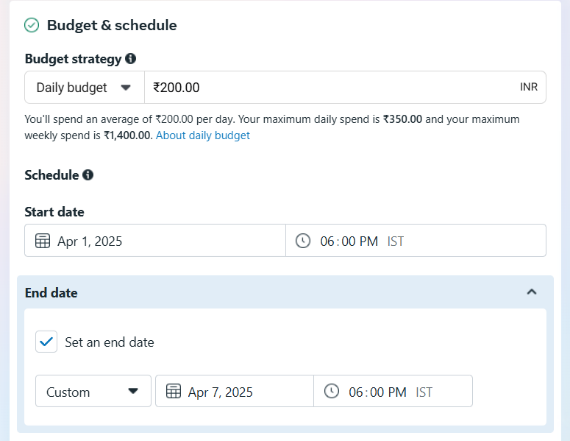 Budget & schedule
Budget strategy
Daily budget ₹200.00 INR
You'll spend an average of ₹200.00 per day. Your maximum daily spend is ₹350.00 and your maximum
weekly spend is ₹1,400.00. About daily budget
Schedule
Start date
Apr 1, 2025 06:00 PM IST
End date
Set an end date
Custom Apr 7, 2025 06:00 PM IST